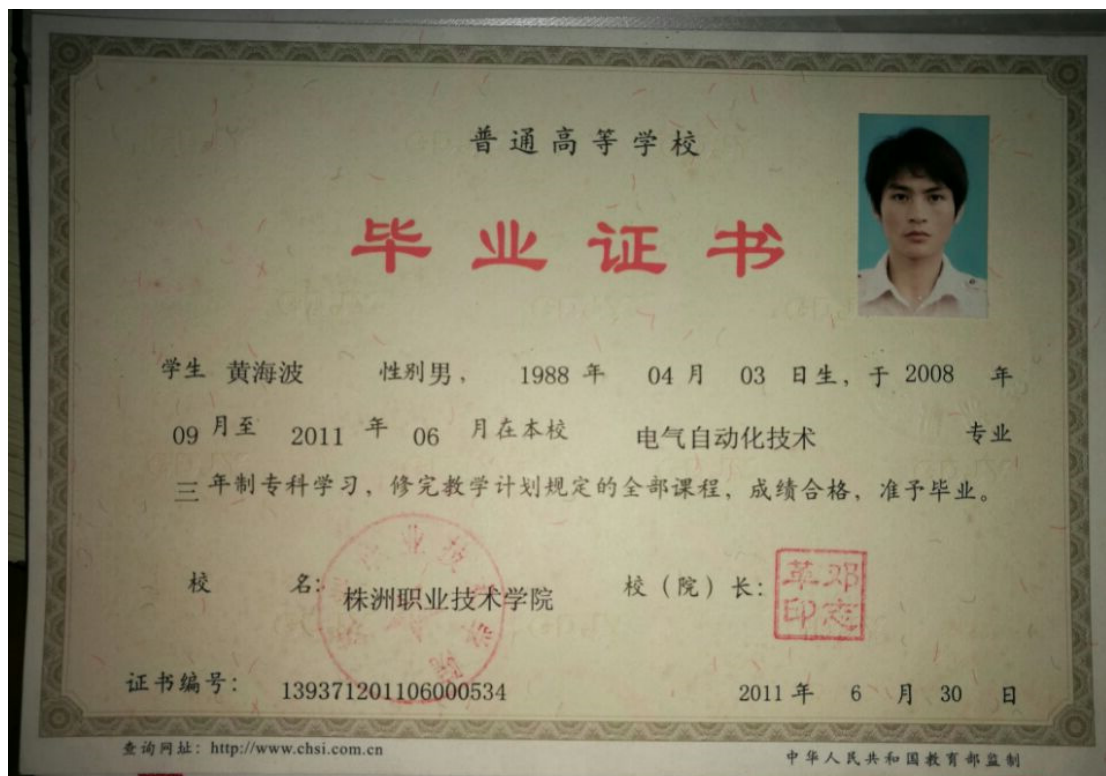 普通高等学校
毕业证书
学生 黄海波 性别男， 1988 年 04 月 03 日生，于 2008 年
09 月至 2011 年 06 月在本校 电气自动化技术 专业
三 年制专科学习，修完教学计划规定的全部课程，成绩合格，准予毕业。
校 名：株洲职业技术学院 校（院）长：邓志革印
证书编号： 139371201106000534 2011 年 6 月 30 日
查询网址：http://www.chsi.com.cn 中华人民共和国教育部监制